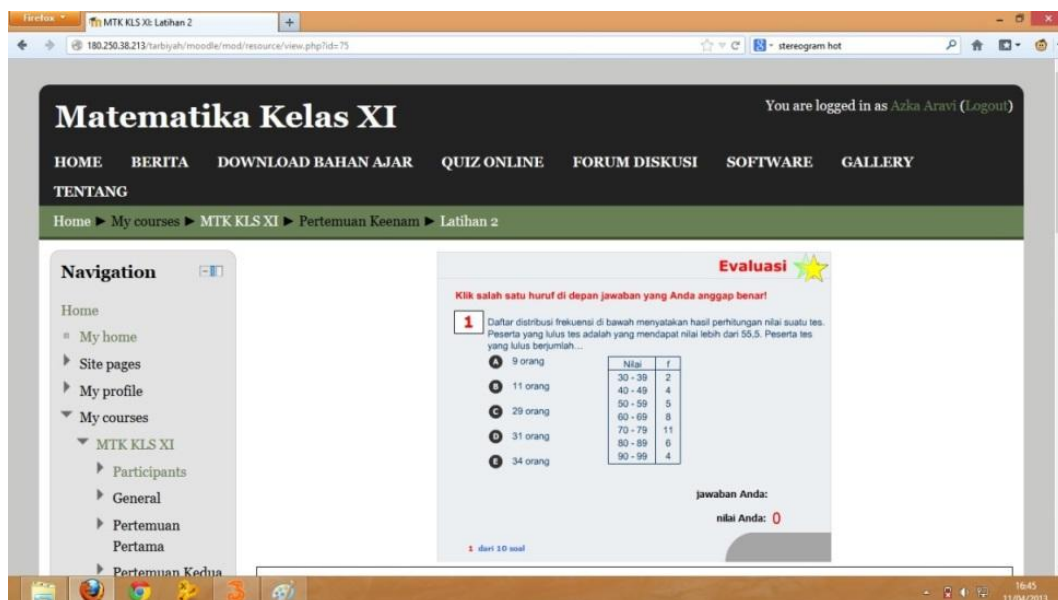 Firefox
MTK KLS XI: Latihan 2
180.250.38.213/tarbiyah/moodle/mod/resource/view.php?id=75
stereogram hot
Matematika Kelas XI
You are logged in as Azka Aravi (Logout)
HOME BERITA DOWNLOAD BAHAN AJAR QUIZ ONLINE FORUM DISKUSI SOFTWARE GALLERY
TENTANG
Home ► My courses ► MTK KLS XI ► Pertemuan Keenam ► Latihan 2
Navigation
Home
My home
Site pages
My profile
My courses
MTK KLS XI
Participants
General
Pertemuan
Pertama
Pertemuan Kedua
Evaluasi
Klik salah satu huruf di depan jawaban yang Anda anggap benar!
1 Daftar distribusi frekuensi di bawah menyatakan hasil perhitungan nilai suatu tes.
Peserta yang lulus tes adalah yang mendapat nilai lebih dari 55,5. Peserta tes
yang lulus berjumlah...
A 9 orang
B 11 orang
C 29 orang
D 31 orang
E 34 orang
Nilai f
30 - 39 2
40 - 49 4
50 - 59 5
60 - 69 8
70 - 79 11
80 - 89 6
90 - 99 4
jawaban Anda:
nilai Anda: 0
1 dari 10 soal
16:45
11/04/2013